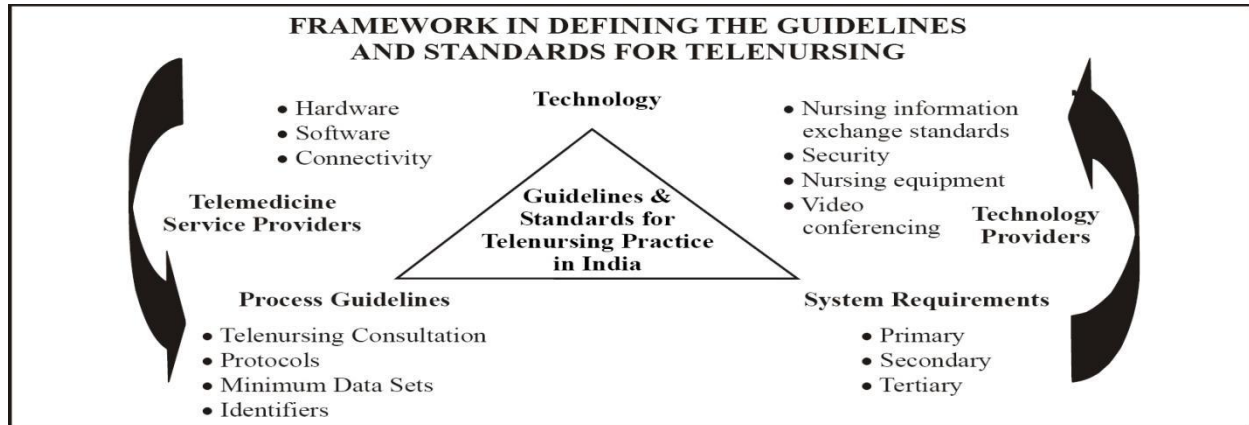 FRAMEWORK IN DEFINING THE GUIDELINES
AND STANDARDS FOR TELENURSING
Technology
• Hardware
• Software
• Connectivity
• Nursing information
exchange standards
• Security
• Nursing equipment
• Video
conferencing
Telemedicine
Service Providers
Guidelines &
Standards for
Telenursing Practice
in India
Technology
Providers
Process Guidelines
• Telenursing Consultation
• Protocols
• Minimum Data Sets
• Identifiers
System Requirements
• Primary
• Secondary
• Tertiary